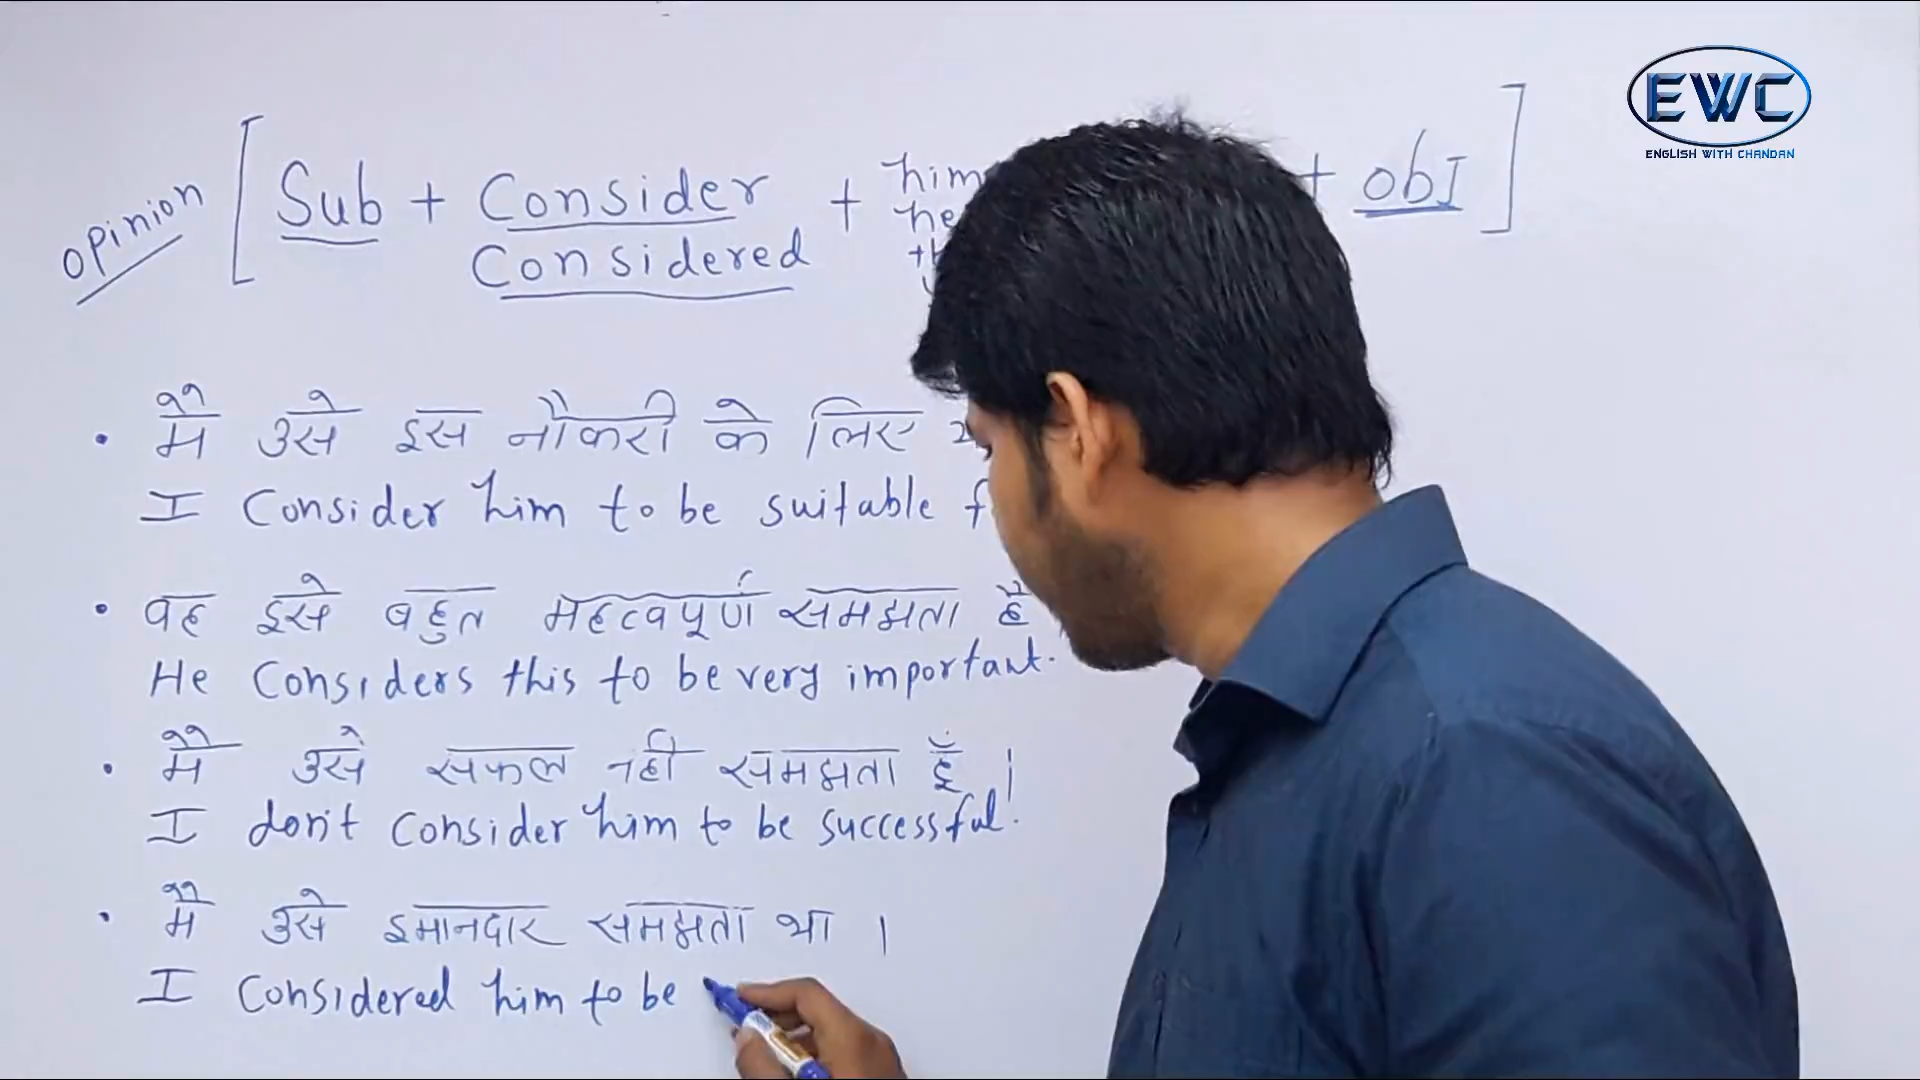 EWC
ENGLISH WITH CHANDAN
opinion [ Sub + Consider + him + obJ ]
Considered
• मैं उसे इस नौकरी के लिए
I Consider him to be suitable
• वह इसे बहुत महत्वपूर्ण समझता है
He Considers this to be very important.
• मैं उसे सफल नही समझता हूँ |
I don't Consider him to be successful.
• मैं उसे इमानदार समझता था |
I Considered him to be